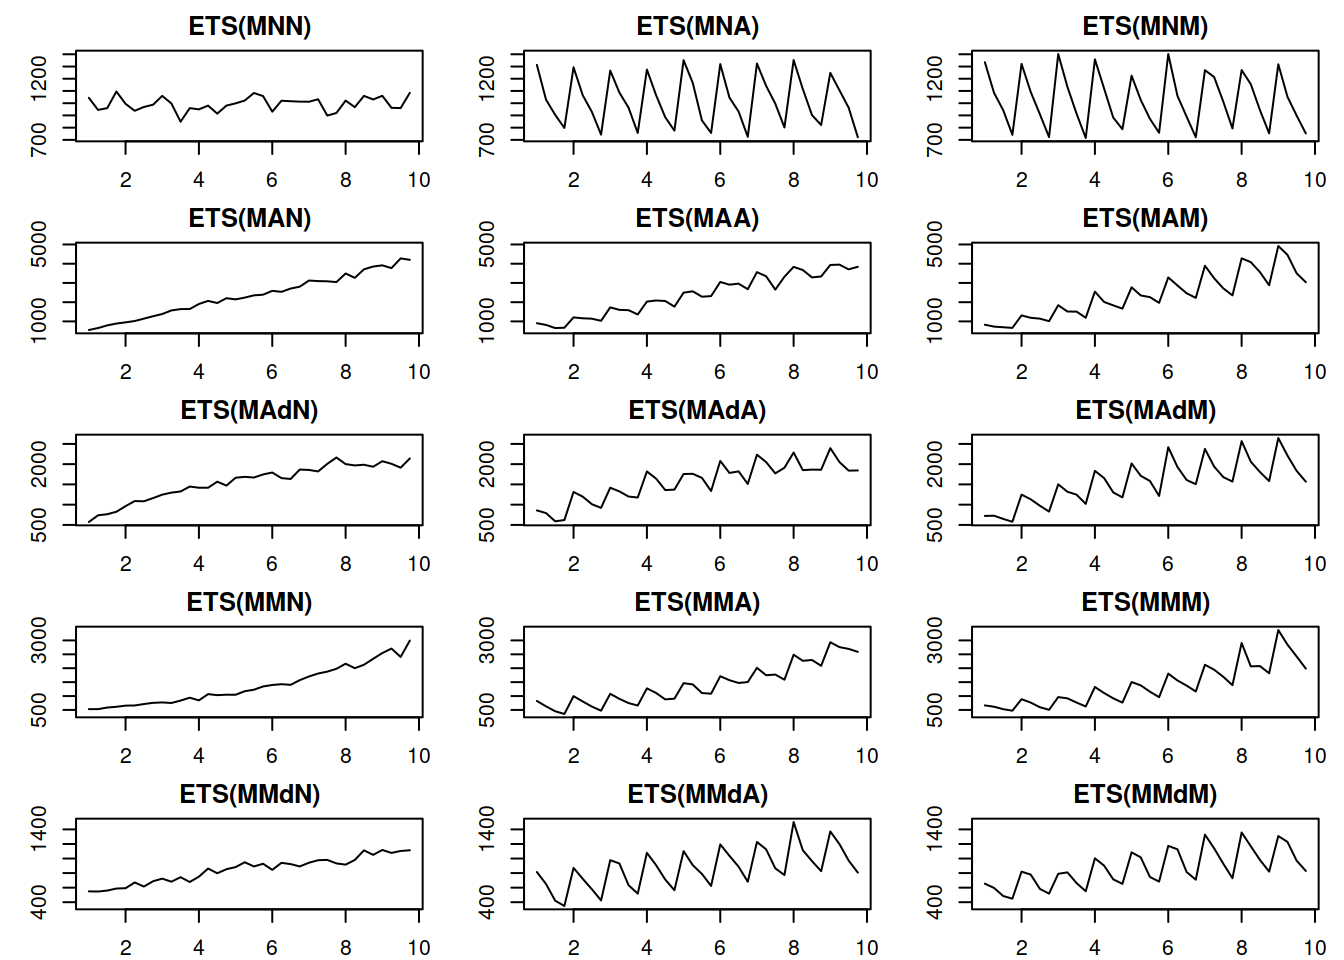 ETS(MNN) ETS(MNA) ETS(MNM)
700 1200 700 1200 700 1200
2 4 6 8 10 2 4 6 8 10 2 4 6 8 10
ETS(MAN) ETS(MAA) ETS(MAM)
1000 5000 1000 5000 1000 5000
2 4 6 8 10 2 4 6 8 10 2 4 6 8 10
ETS(MAdN) ETS(MAdA) ETS(MAdM)
500 2000 500 2000 500 2000
2 4 6 8 10 2 4 6 8 10 2 4 6 8 10
ETS(MMN) ETS(MMA) ETS(MMM)
500 3000 500 3000 500 3000
2 4 6 8 10 2 4 6 8 10 2 4 6 8 10
ETS(MMdN) ETS(MMdA) ETS(MMdM)
400 1400 400 1400 400 1400
2 4 6 8 10 2 4 6 8 10 2 4 6 8 10